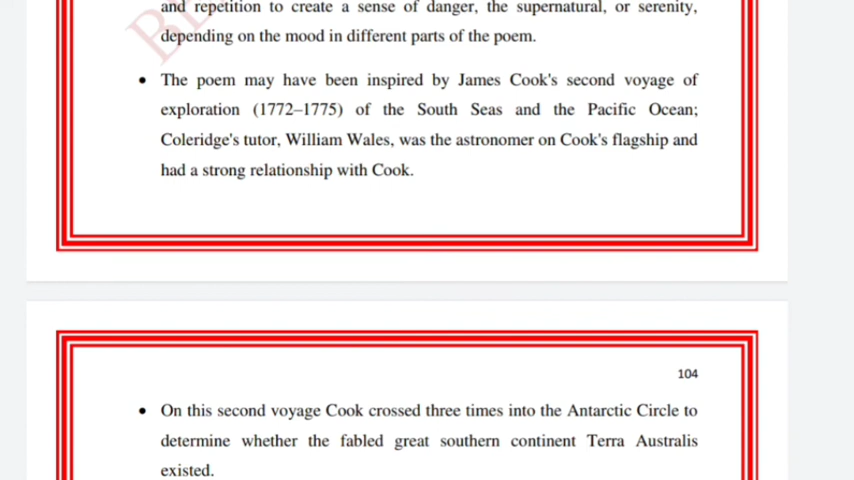 and repetition to create a sense of danger, the supernatural, or serenity,
depending on the mood in different parts of the poem.
• The poem may have been inspired by James Cook's second voyage of
exploration (1772–1775) of the South Seas and the Pacific Ocean;
Coleridge's tutor, William Wales, was the astronomer on Cook's flagship and
had a strong relationship with Cook.
104
• On this second voyage Cook crossed three times into the Antarctic Circle to
determine whether the fabled great southern continent Terra Australis
existed.